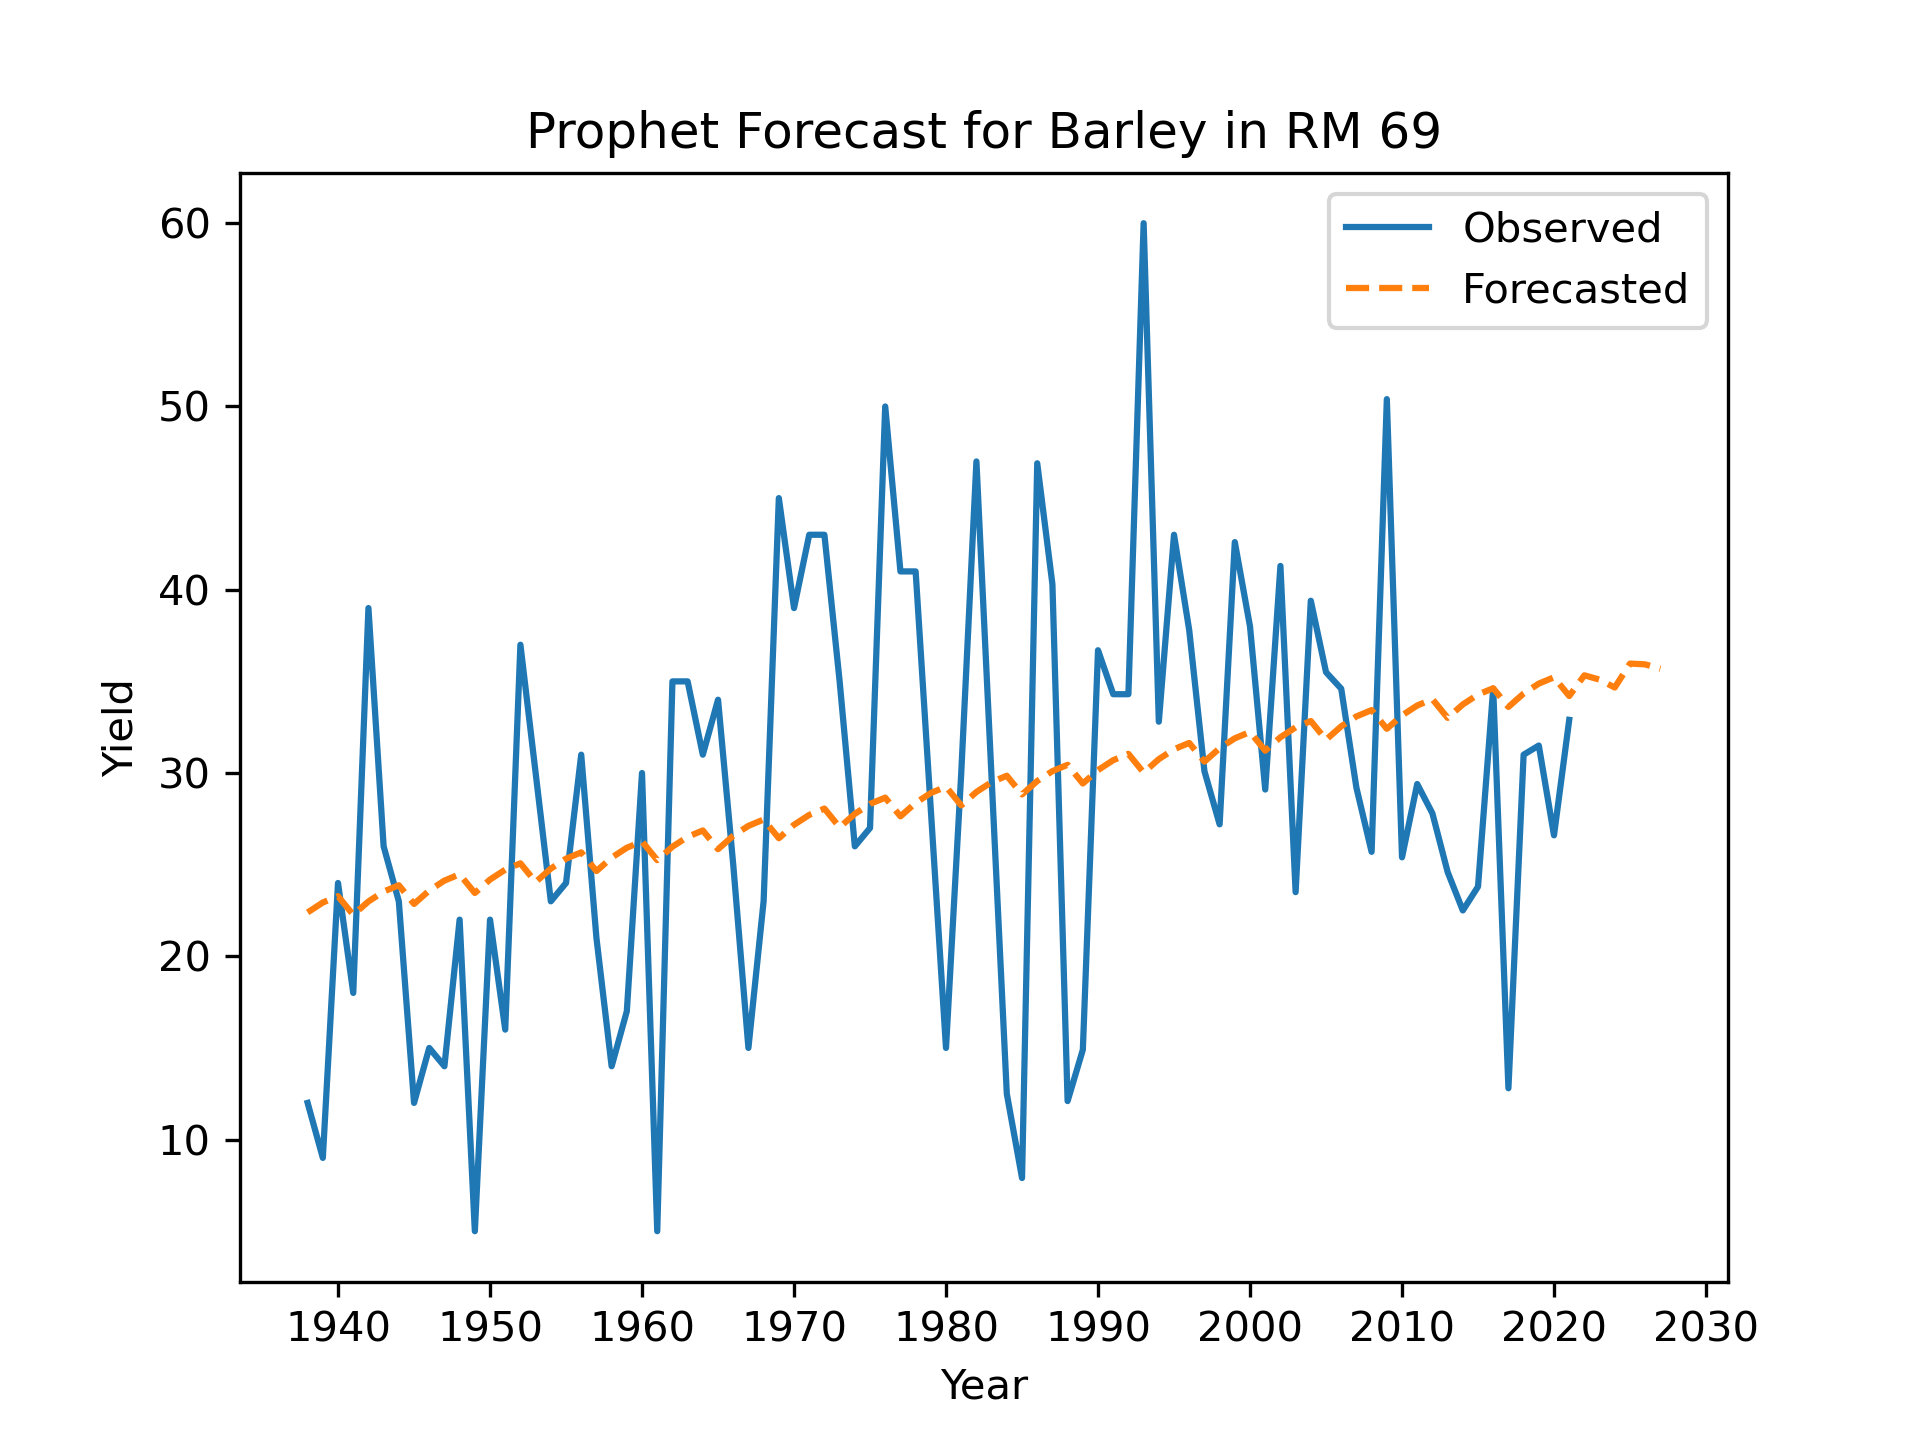 Prophet Forecast for Barley in RM 69
Observed
Forecasted
60
50
40
30
20
10
Yield
1940 1950 1960 1970 1980 1990 2000 2010 2020 2030
Year